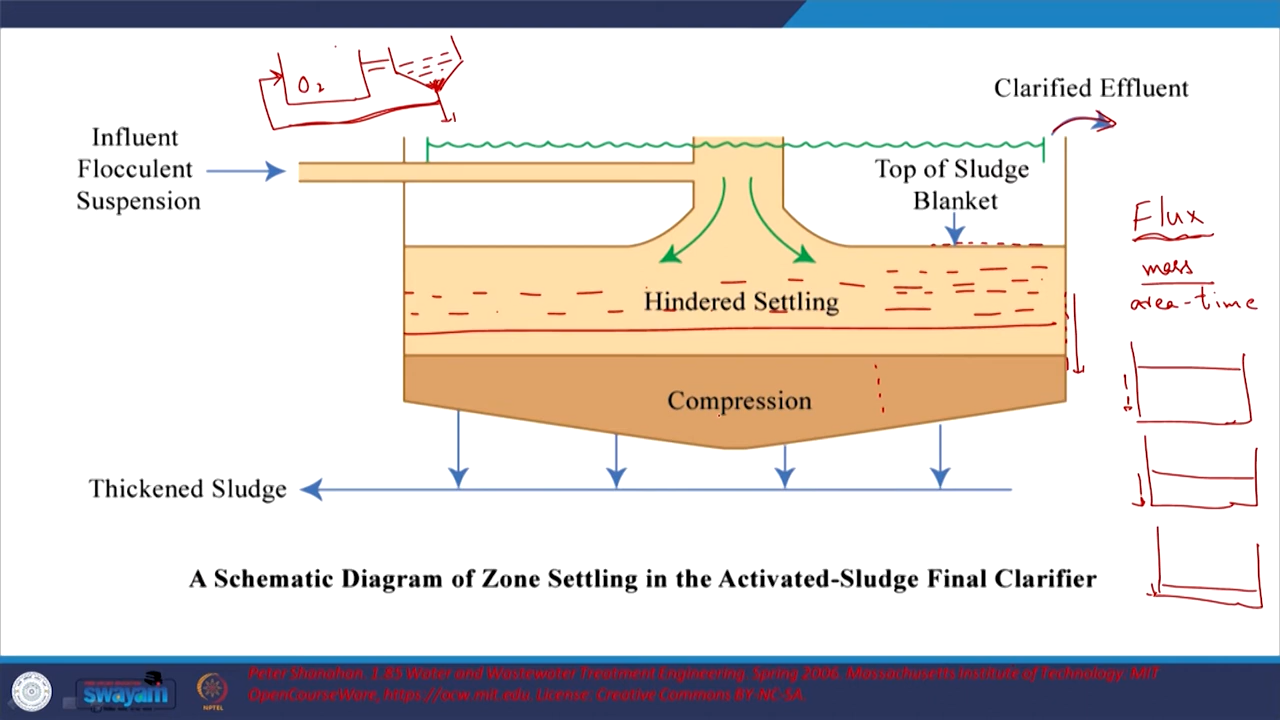 O2
Clarified Effluent
Influent
Flocculent
Suspension
Top of Sludge
Blanket
Flux
mass
area-time
Hindered Settling
Compression
Thickened Sludge
A Schematic Diagram of Zone Settling in the Activated-Sludge Final Clarifier
Peter Shanahan. 1.85 Water and Wastewater Treatment Engineering. Spring 2006. Massachusetts Institute of Technology: MIT
OpenCourseWare, https://ocw.mit.edu. License: Creative Commons BY-NC-SA.
swayam
NPTEL